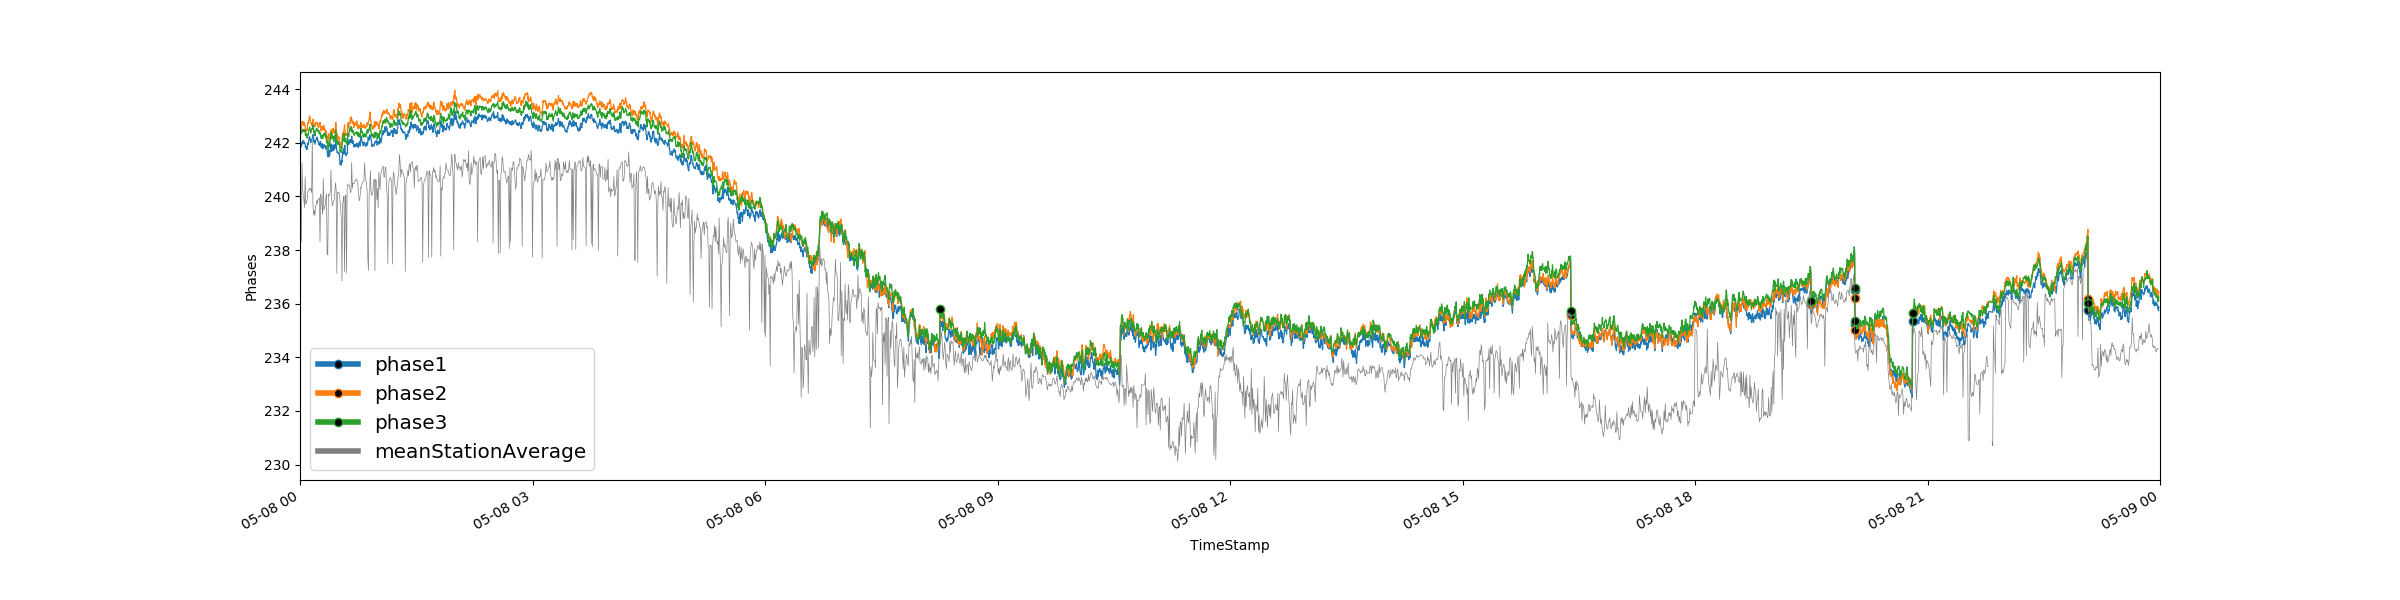 244
242
240
238
236
234
232
230
Phases
phase1
phase2
phase3
meanStationAverage
05-08 00
05-08 03
05-08 06
05-08 09
05-08 12
05-08 15
05-08 18
05-08 21
05-09 00
TimeStamp